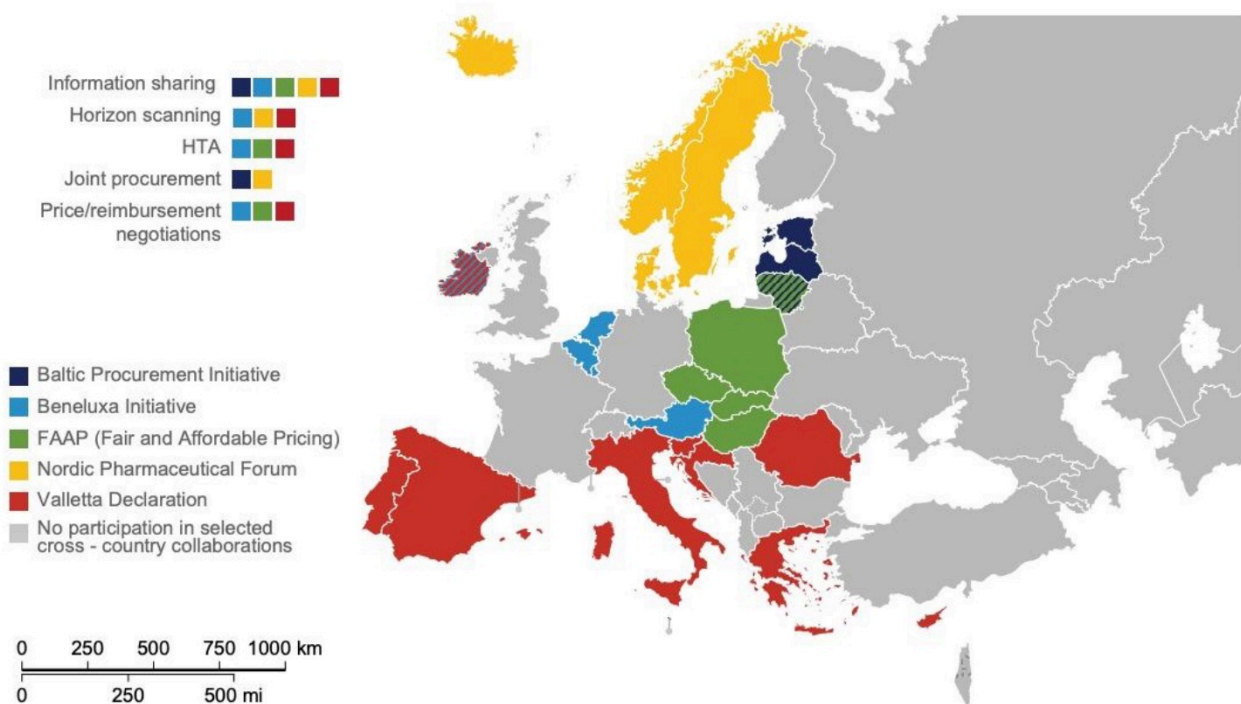 Information sharing
Horizon scanning
HTA
Joint procurement
Price/reimbursement
negotiations
Baltic Procurement Initiative
Beneluxa Initiative
FAAP (Fair and Affordable Pricing)
Nordic Pharmaceutical Forum
Valletta Declaration
No participation in selected
cross - country collaborations
0 250 500 750 1000 km
0 250 500 mi